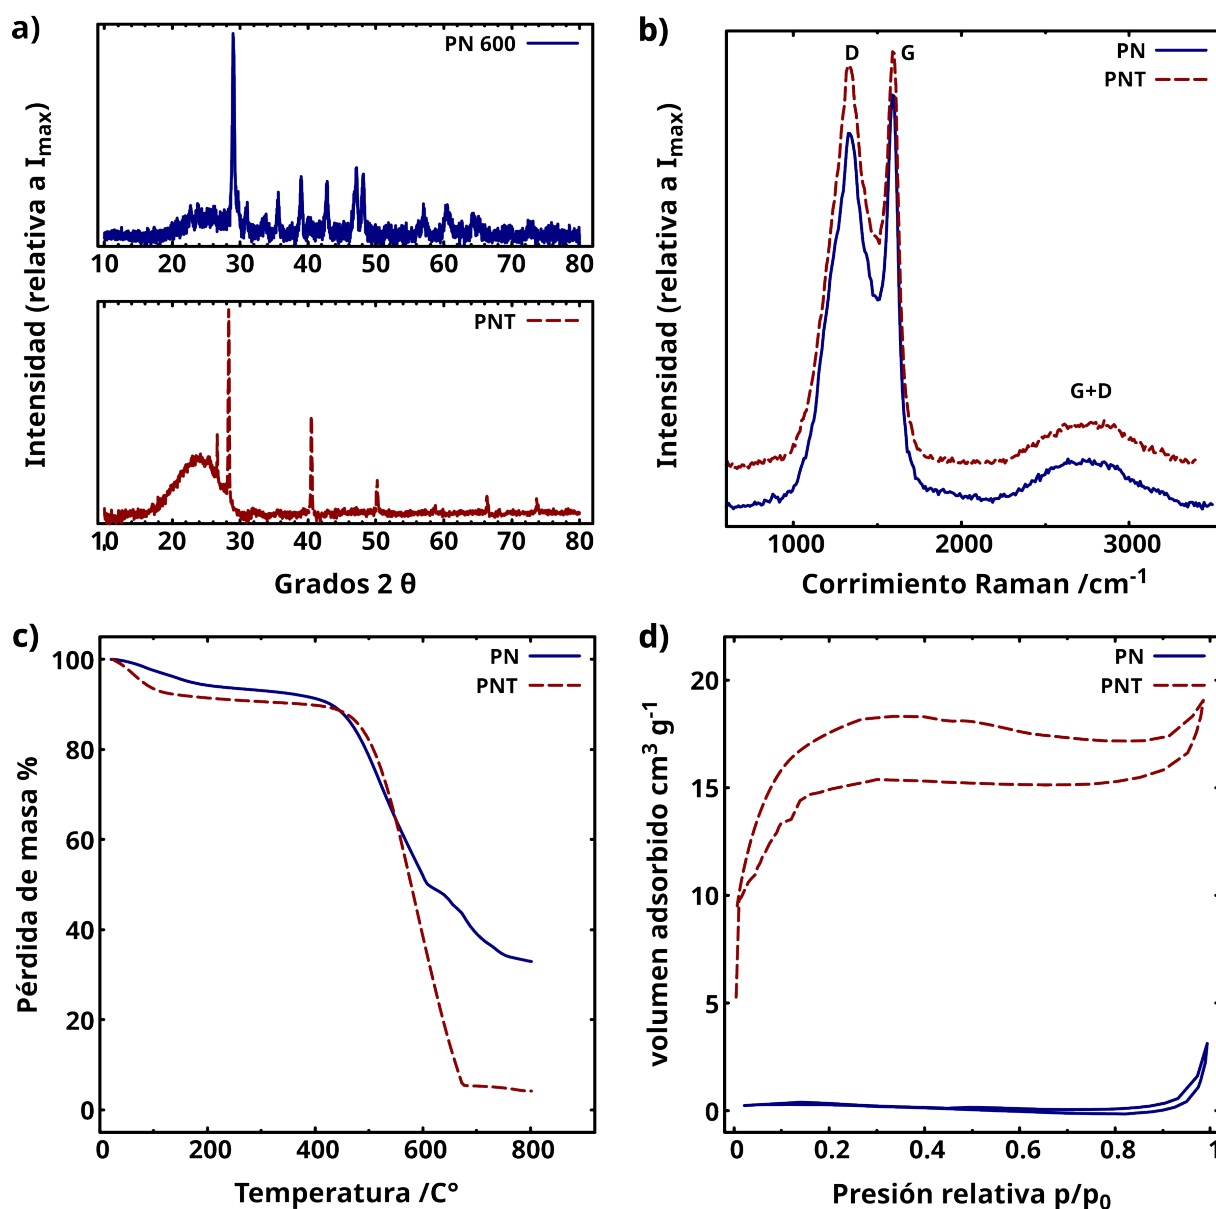 a)
PN 600
10 20 30 40 50 60 70 80
PNT
10 20 30 40 50 60 70 80
Intensidad (relativa a Imax)
Grados 2 θ
b)
D G
PN
PNT
G+D
1000 2000 3000
Intensidad (relativa a Imax)
Corrimiento Raman /cm-1
c)
PN
PNT
100
80
60
40
20
0
0 200 400 600 800
Pérdida de masa %
Temperatura /C°
d)
PN
PNT
20
15
10
5
0
0 0.2 0.4 0.6 0.8 1
volumen adsorbido cm3 g-1
Presión relativa p/p0